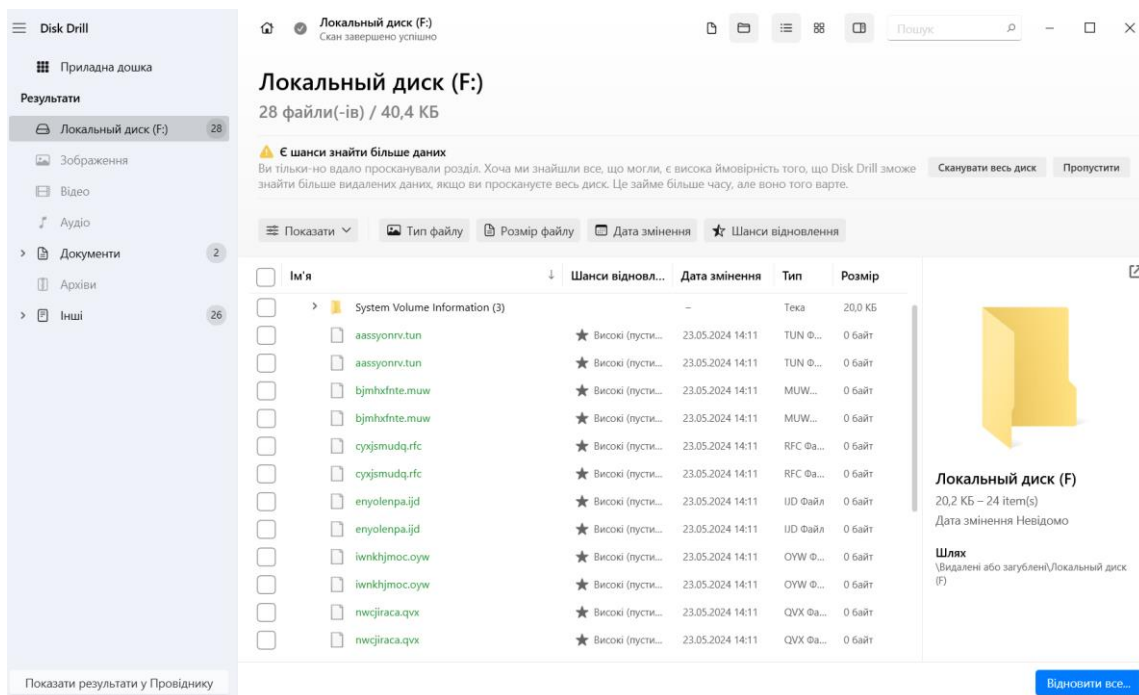 Disk Drill
Локальный диск (F:)
Скан завершено успішно
Пошук
Приладна дошка
Результати
Локальный диск (F:) 28
Зображення
Відео
Аудіо
Документи 2
Архіви
Інші 26
Локальный диск (F:)
28 файли(-ів) / 40,4 КБ
Є шанси знайти більше даних
Ви тільки-но вдало просканували розділ. Хоча ми знайшли все, що могли, є висока ймовірність того, що Disk Drill зможе
знайти більше видалених даних, якщо ви проскануєте весь диск. Це займе більше часу, але воно того варте.
Сканувати весь диск Пропустити
Показати Тип файлу Розмір файлу Дата змінення Шанси відновлення
Ім'я Шанси відновл... Дата змінення Тип Розмір
System Volume Information (3) – Тека 20,0 КБ
aassyonrv.tun Високі (пусти... 23.05.2024 14:11 TUN Ф... 0 байт
aassyonrv.tun Високі (пусти... 23.05.2024 14:11 TUN Ф... 0 байт
bjmhxfnte.muw Високі (пусти... 23.05.2024 14:11 MUW... 0 байт
bjmhxfnte.muw Високі (пусти... 23.05.2024 14:11 MUW... 0 байт
cyxjsmudq.rfc Високі (пусти... 23.05.2024 14:11 RFC Фа... 0 байт
cyxjsmudq.rfc Високі (пусти... 23.05.2024 14:11 RFC Фа... 0 байт
enyolenpa.ijd Високі (пусти... 23.05.2024 14:11 IJD Файл 0 байт
enyolenpa.ijd Високі (пусти... 23.05.2024 14:11 IJD Файл 0 байт
iwnkhjmoc.oyw Високі (пусти... 23.05.2024 14:11 OYW Ф... 0 байт
iwnkhjmoc.oyw Високі (пусти... 23.05.2024 14:11 OYW Ф... 0 байт
nwcjiraca.qvx Високі (пусти... 23.05.2024 14:11 QVX Фа... 0 байт
nwcjiraca.qvx Високі (пусти... 23.05.2024 14:11 QVX Фа... 0 байт
Локальный диск (F)
20,2 КБ – 24 item(s)
Дата змінення Невідомо
Шлях
\Видалені або загублені\Локальный диск
(F)
Показати результати у Провіднику
Відновити все...